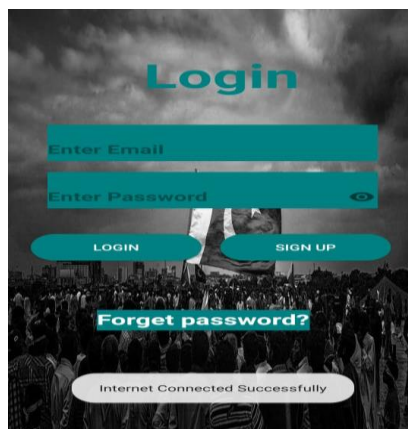 Login
Enter Email
Enter Password
LOGIN SIGN UP
Forget password?
Internet Connected Successfully